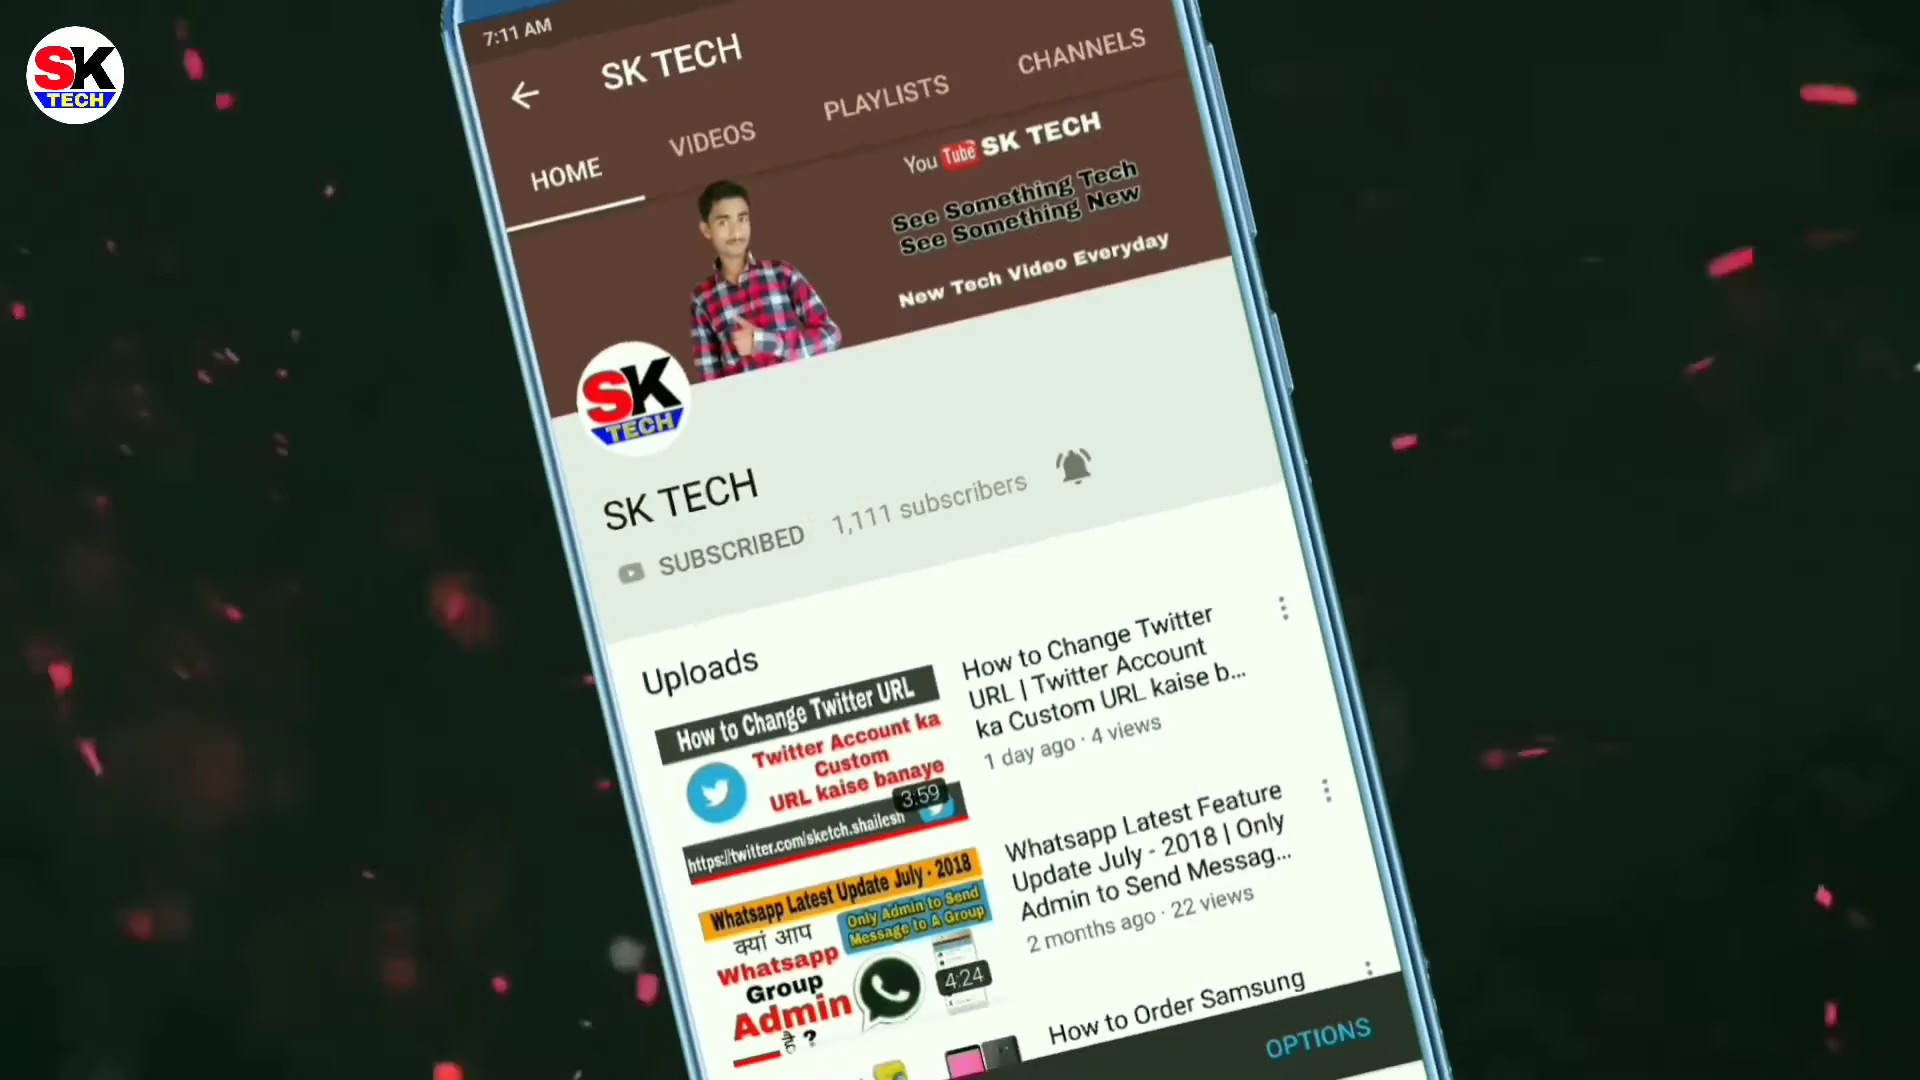 SK
TECH
7:11 AM
SK TECH
HOME
VIDEOS
PLAYLISTS
CHANNELS
You Tube SK TECH
See Something Tech
See Something New
New Tech Video Everyday
SK
TECH
SK TECH
SUBSCRIBED
1,111 subscribers
Uploads
How to Change Twitter URL
Twitter Account ka
Custom
URL kaise banaye
3:59
https://twitter.com/sketch.shailesh
How to Change Twitter
URL | Twitter Account
ka Custom URL kaise b...
1 day ago · 4 views
Whatsapp Latest Update July - 2018
Only Admin to Send
Message to A Group
क्यां आप
Whatsapp
Group
Admin
है ?
4:24
Whatsapp Latest Feature
Update July - 2018 | Only
Admin to Send Messag...
2 months ago · 22 views
How to Order Samsung
OPTIONS